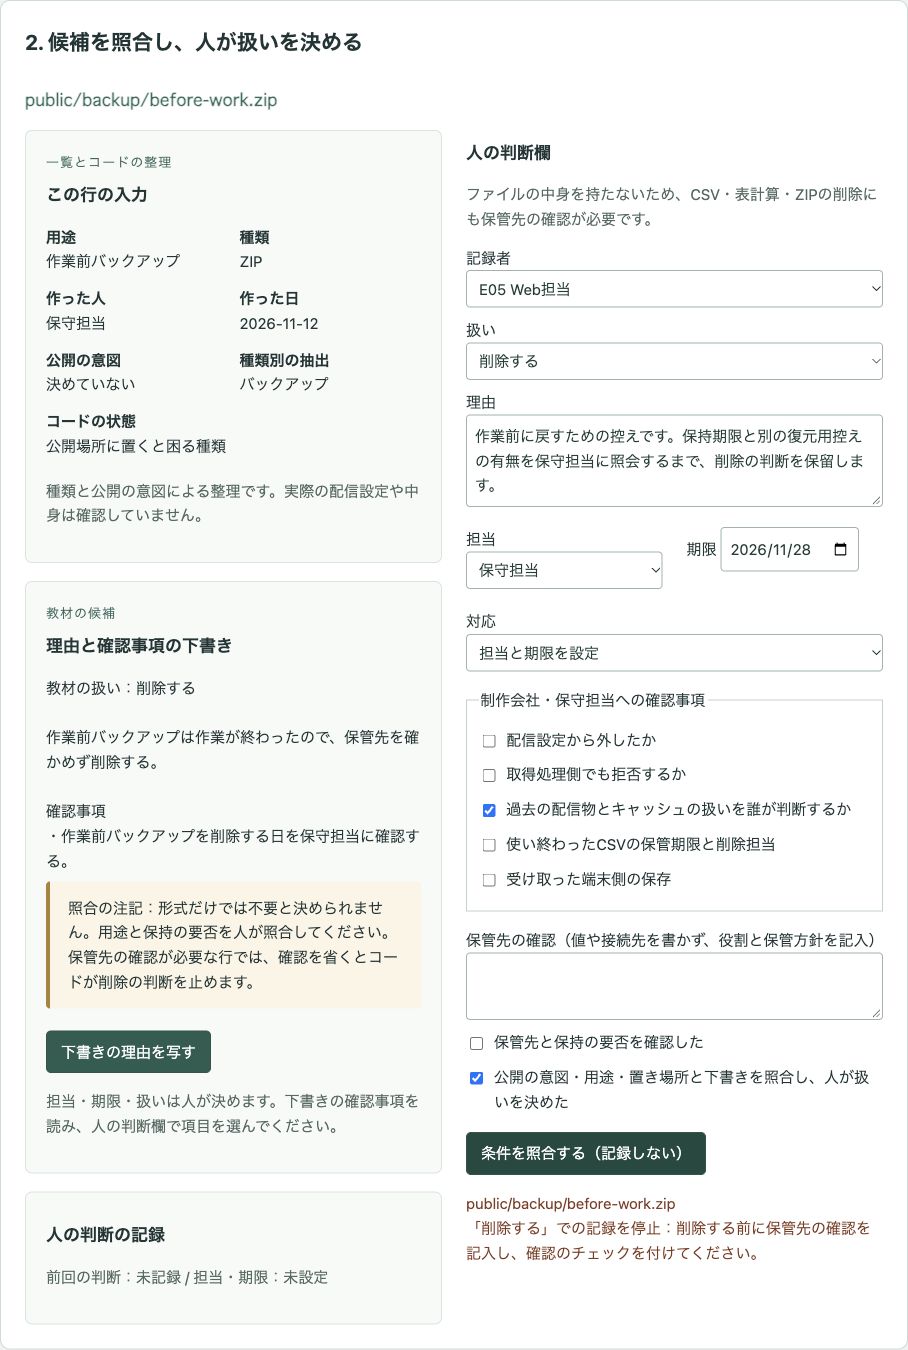 2. 候補を照合し、人が扱いを決める
public/backup/before-work.zip
一覧とコードの整理
この行の入力
用途
作業前バックアップ
種類
ZIP
作った人
保守担当
作った日
2026-11-12
公開の意図
決めていない
種類別の抽出
バックアップ
コードの状態
公開場所に置くと困る種類
種類と公開の意図による整理です。実際の配信設定や中
身は確認していません。
教材の候補
理由と確認事項の下書き
教材の扱い：削除する
作業前バックアップは作業が終わったので、保管先を確
かめず削除する。
確認事項
・作業前バックアップを削除する日を保守担当に確認す
る。
照合の注記：形式だけでは不要と決められませ
ん。用途と保持の要否を人が照合してください。
保管先の確認が必要な行では、確認を省くとコー
ドが削除の判断を止めます。
下書きの理由を写す
担当・期限・扱いは人が決めます。下書きの確認事項を
読み、人の判断欄で項目を選んでください。
人の判断の記録
前回の判断：未記録 / 担当・期限：未設定
人の判断欄
ファイルの中身を持たないため、CSV・表計算・ZIPの削除に
も保管先の確認が必要です。
記録者
E05 Web担当
扱い
削除する
理由
作業前に戻すための控えです。保持期限と別の復元用控え
の有無を保守担当に照会するまで、削除の判断を保留しま
す。
担当
保守担当
期限 2026/11/28
対応
担当と期限を設定
制作会社・保守担当への確認事項
配信設定から外したか
取得処理側でも拒否するか
過去の配信物とキャッシュの扱いを誰が判断するか
使い終わったCSVの保管期限と削除担当
受け取った端末側の保存
保管先の確認（値や接続先を書かず、役割と保管方針を記入）
保管先と保持の要否を確認した
公開の意図・用途・置き場所と下書きを照合し、人が扱
いを決めた
条件を照合する（記録しない）
public/backup/before-work.zip
「削除する」での記録を停止：削除する前に保管先の確認を
記入し、確認のチェックを付けてください。